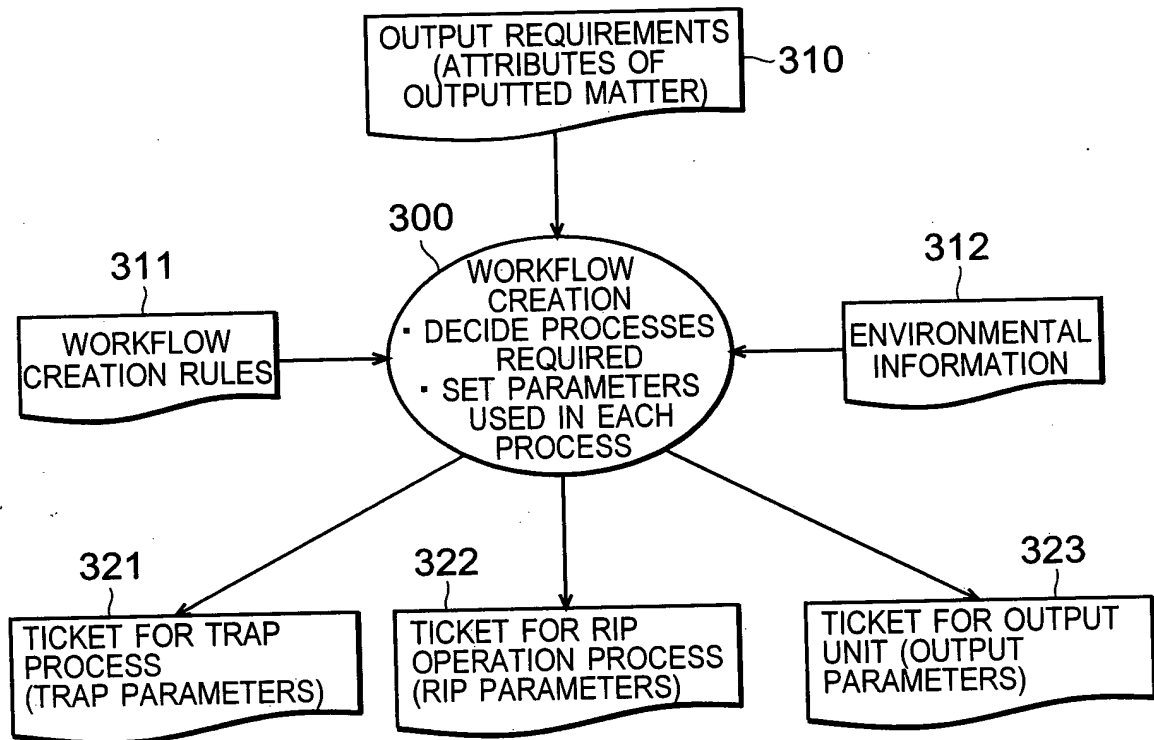 OUTPUT REQUIREMENTS
(ATTRIBUTES OF
OUTPUTTED MATTER)
310
300
WORKFLOW
CREATION
· DECIDE PROCESSES
REQUIRED
· SET PARAMETERS
USED IN EACH
PROCESS
311
WORKFLOW
CREATION RULES
312
ENVIRONMENTAL
INFORMATION
321
TICKET FOR TRAP
PROCESS
(TRAP PARAMETERS)
322
TICKET FOR RIP
OPERATION PROCESS
(RIP PARAMETERS)
323
TICKET FOR OUTPUT
UNIT (OUTPUT
PARAMETERS)